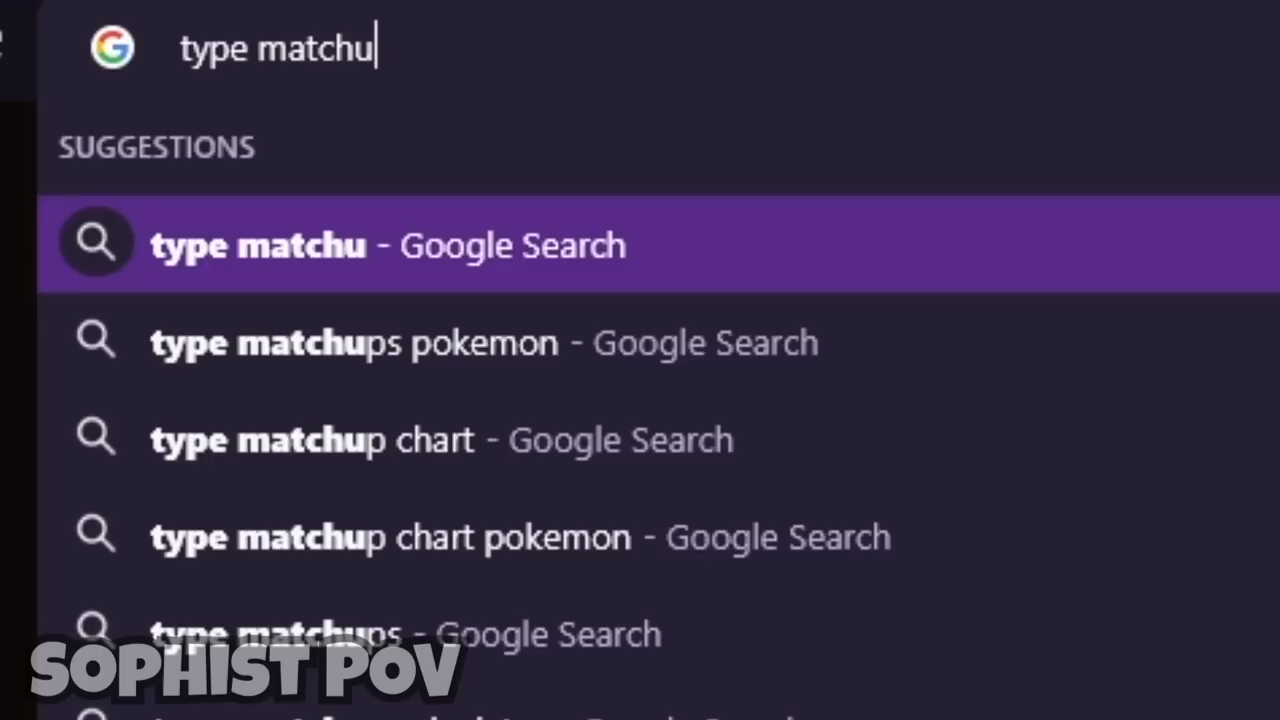 type matchu
SUGGESTIONS
type matchu - Google Search
type matchups pokemon - Google Search
type matchup chart - Google Search
type matchup chart pokemon - Google Search
type matchups - Google Search
SOPHIST POV